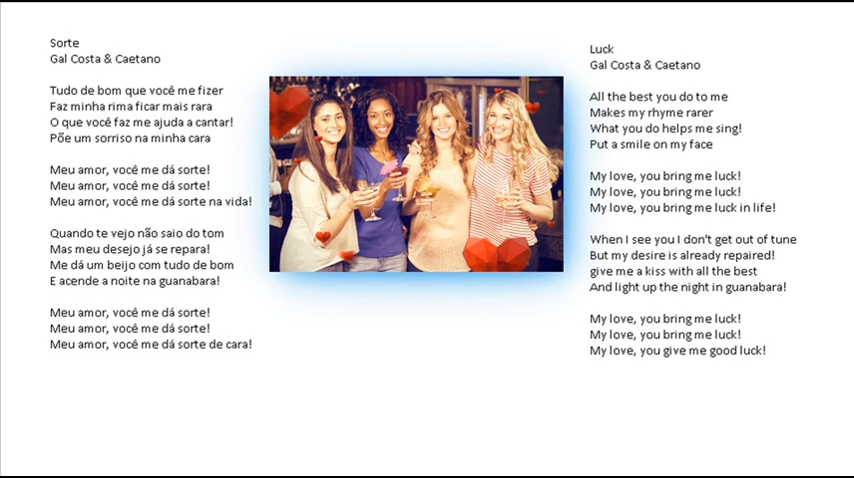 Sorte
Gal Costa & Caetano
Tudo de bom que você me fizer
Faz minha rima ficar mais rara
O que você faz me ajuda a cantar!
Põe um sorriso na minha cara
Meu amor, você me dá sorte!
Meu amor, você me dá sorte!
Meu amor, você me dá sorte na vida!
Quando te vejo não saio do tom
Mas meu desejo já se repara!
Me dá um beijo com tudo de bom
E acende a noite na guanabara!
Meu amor, você me dá sorte!
Meu amor, você me dá sorte!
Meu amor, você me dá sorte de cara!
Luck
Gal Costa & Caetano
All the best you do to me
Makes my rhyme rarer
What you do helps me sing!
Put a smile on my face
My love, you bring me luck!
My love, you bring me luck!
My love, you bring me luck in life!
When I see you I don't get out of tune
But my desire is already repaired!
give me a kiss with all the best
And light up the night in guanabara!
My love, you bring me luck!
My love, you bring me luck!
My love, you give me good luck!